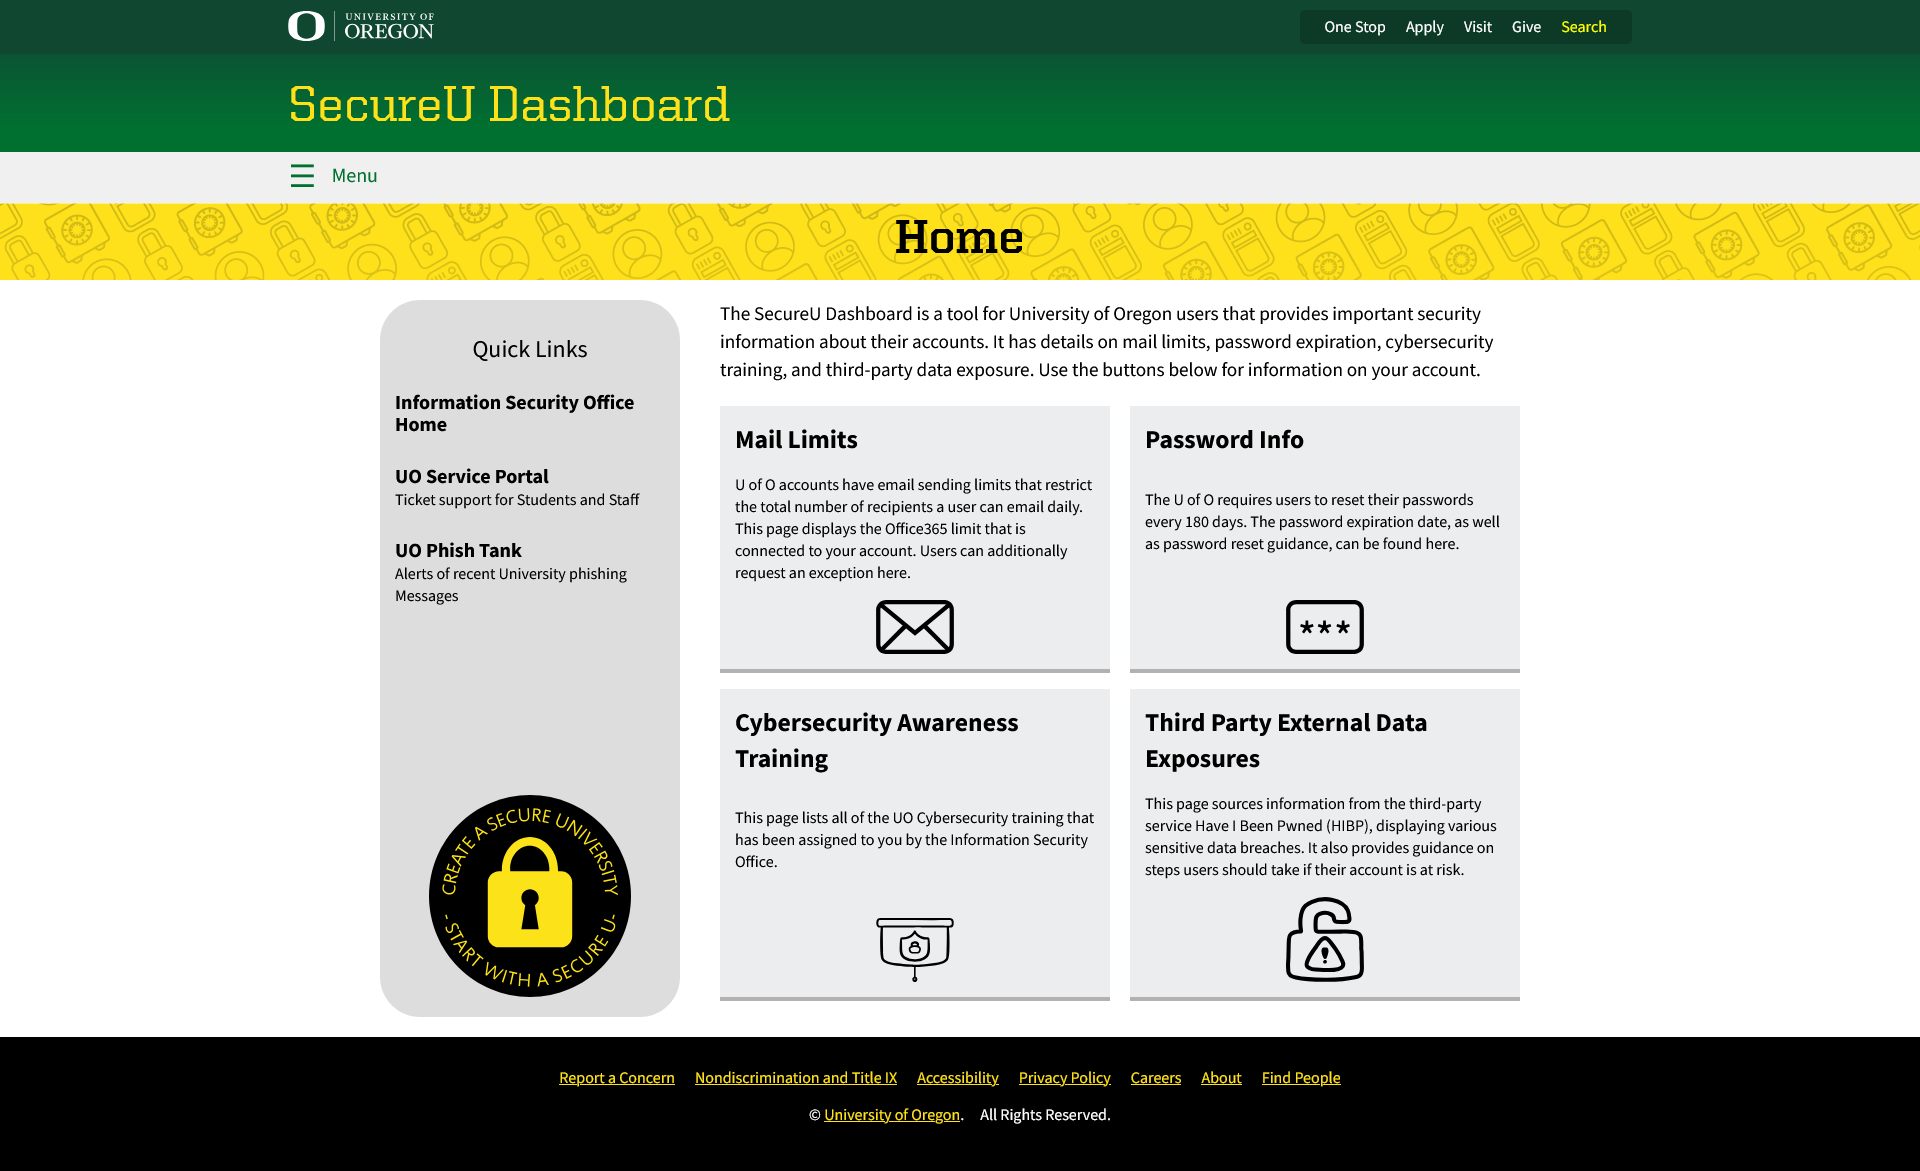 UNIVERSITY OF
OREGON
One Stop Apply Visit Give Search
SecureU Dashboard
Menu
Home
Quick Links
Information Security Office
Home
UO Service Portal
Ticket support for Students and Staff
UO Phish Tank
Alerts of recent University phishing
Messages
CREATE A SECURE UNIVERSITY
- START WITH A SECURE U-
The SecureU Dashboard is a tool for University of Oregon users that provides important security
information about their accounts. It has details on mail limits, password expiration, cybersecurity
training, and third-party data exposure. Use the buttons below for information on your account.
Mail Limits
U of O accounts have email sending limits that restrict
the total number of recipients a user can email daily.
This page displays the Office365 limit that is
connected to your account. Users can additionally
request an exception here.
Password Info
The U of O requires users to reset their passwords
every 180 days. The password expiration date, as well
as password reset guidance, can be found here.
***
Cybersecurity Awareness
Training
This page lists all of the UO Cybersecurity training that
has been assigned to you by the Information Security
Office.
Third Party External Data
Exposures
This page sources information from the third-party
service Have I Been Pwned (HIBP), displaying various
sensitive data breaches. It also provides guidance on
steps users should take if their account is at risk.
Report a Concern Nondiscrimination and Title IX Accessibility Privacy Policy Careers About Find People
© University of Oregon. All Rights Reserved.